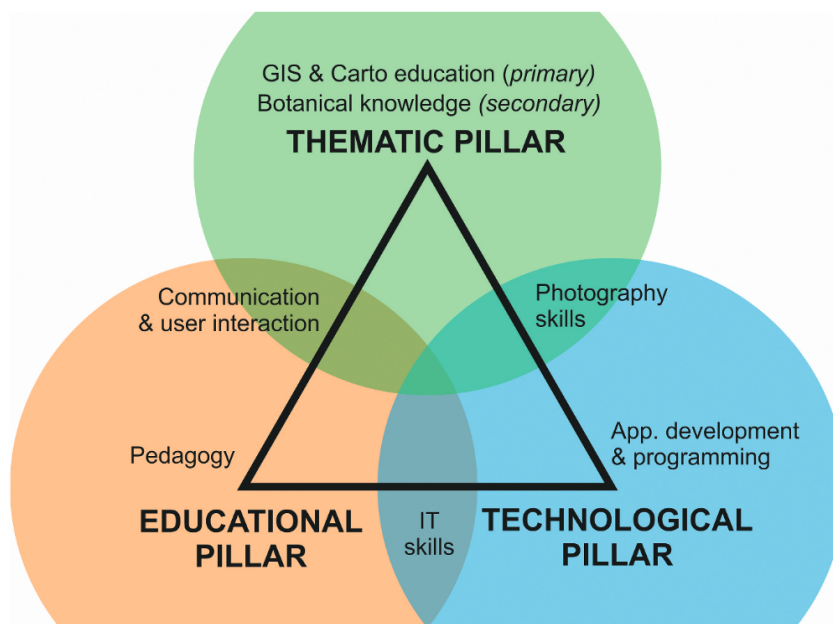 GIS & Carto education (primary)
Botanical knowledge (secondary)
THEMATIC PILLAR
Communication
& user interaction
Photography
skills
Pedagogy
App. development
& programming
EDUCATIONAL
PILLAR
IT
skills
TECHNOLOGICAL
PILLAR